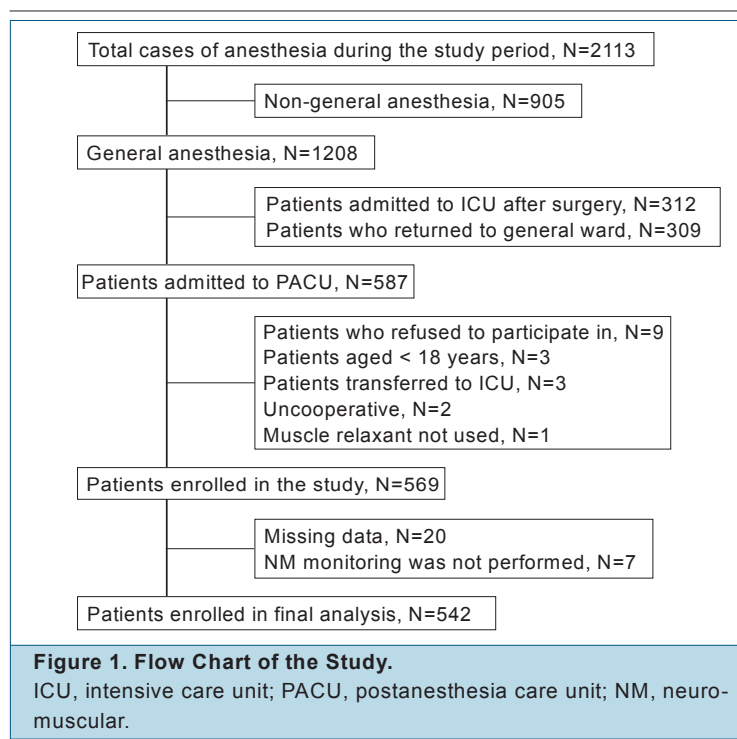 Total cases of anesthesia during the study period, N=2113
Non-general anesthesia, N=905
General anesthesia, N=1208
Patients admitted to ICU after surgery, N=312
Patients who returned to general ward, N=309
Patients admitted to PACU, N=587
Patients who refused to participate in, N=9
Patients aged < 18 years, N=3
Patients transferred to ICU, N=3
Uncooperative, N=2
Muscle relaxant not used, N=1
Patients enrolled in the study, N=569
Missing data, N=20
NM monitoring was not performed, N=7
Patients enrolled in final analysis, N=542
Figure 1. Flow Chart of the Study.
ICU, intensive care unit; PACU, postanesthesia care unit; NM, neuro-
muscular.